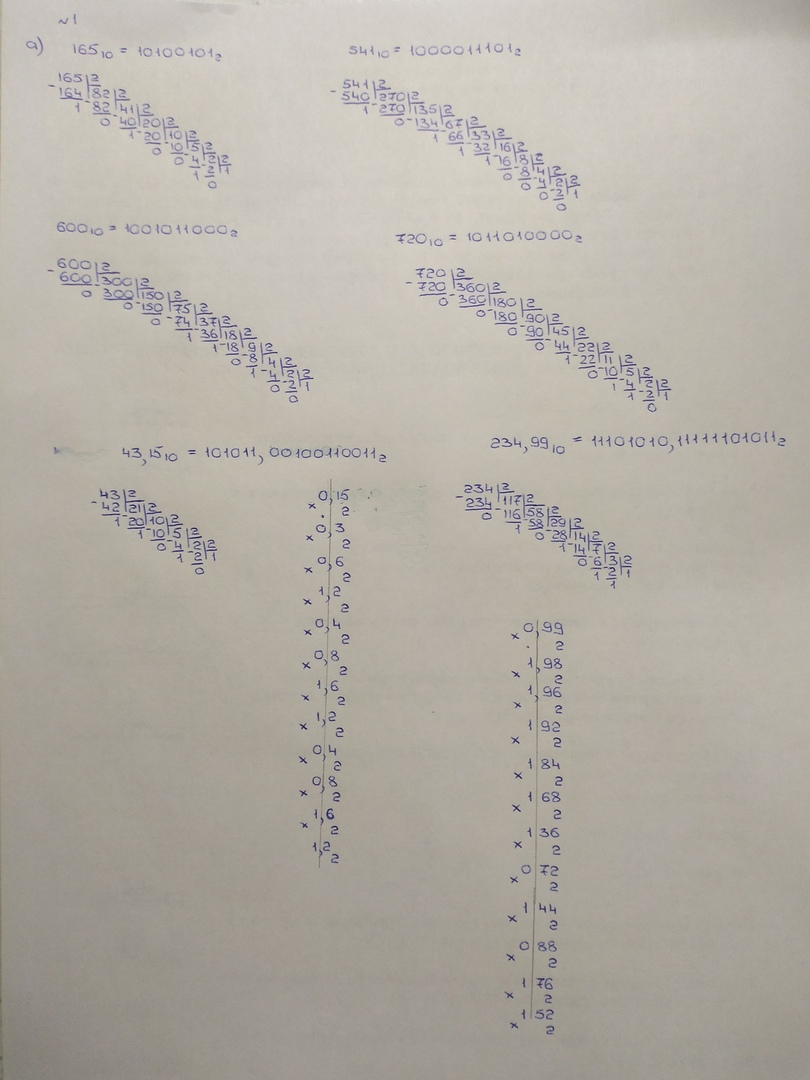 №1
а) 165₁₀ = 10100101₂
165 2
- 164 82 2
1 - 82 41 2
0 - 40 20 2
1 - 20 10 2
0 - 10 5 2
0 - 4 2 2
1 - 2 1
0
541₁₀ = 1000011101₂
541 2
- 540 270 2
1 - 270 135 2
0 - 134 67 2
1 66 33 2
1 - 32 16 2
1 - 16 8 2
0 - 8 4 2
0 - 4 2 2
0 - 2 1
0
600₁₀ = 1001011000₂
- 600 2
600 - 300 2
0 300 150 2
0 - 150 75 2
0 - 74 37 2
1 - 36 18 2
1 - 18 9 2
0 - 8 4 2
1 - 4 2 2
0 - 2 1
0
720₁₀ = 1011010000₂
720 2
- 720 360 2
0 - 360 180 2
0 - 180 90 2
0 - 90 45 2
0 - 44 22 2
1 - 22 11 2
0 - 10 5 2
1 - 4 2 2
1 - 2 1
0
43,15₁₀ = 101011,00100110011₂
43 2
- 42 21 2
1 - 20 10 2
1 - 10 5 2
0 - 4 2 2
1 - 2 1
0
0,15
× 2
0,3
× 2
0,6
× 2
1,2
× 2
0,4
× 2
0,8
× 2
1,6
× 2
1,2
× 2
0,4
× 2
0,8
× 2
1,6
× 2
1,2
2
234,99₁₀ = 11101010,11111101011₂
234 2
- 234 117 2
0 - 116 58 2
1 - 58 29 2
0 - 28 14 2
1 - 14 7 2
0 - 6 3 2
1 - 2 1
1
0,99
× 2
1,98
× 2
1,96
× 2
1 92
× 2
1 84
× 2
1 68
× 2
1 36
× 2
0 72
× 2
1 44
× 2
0 88
× 2
1 76
× 2
1 52
× 2